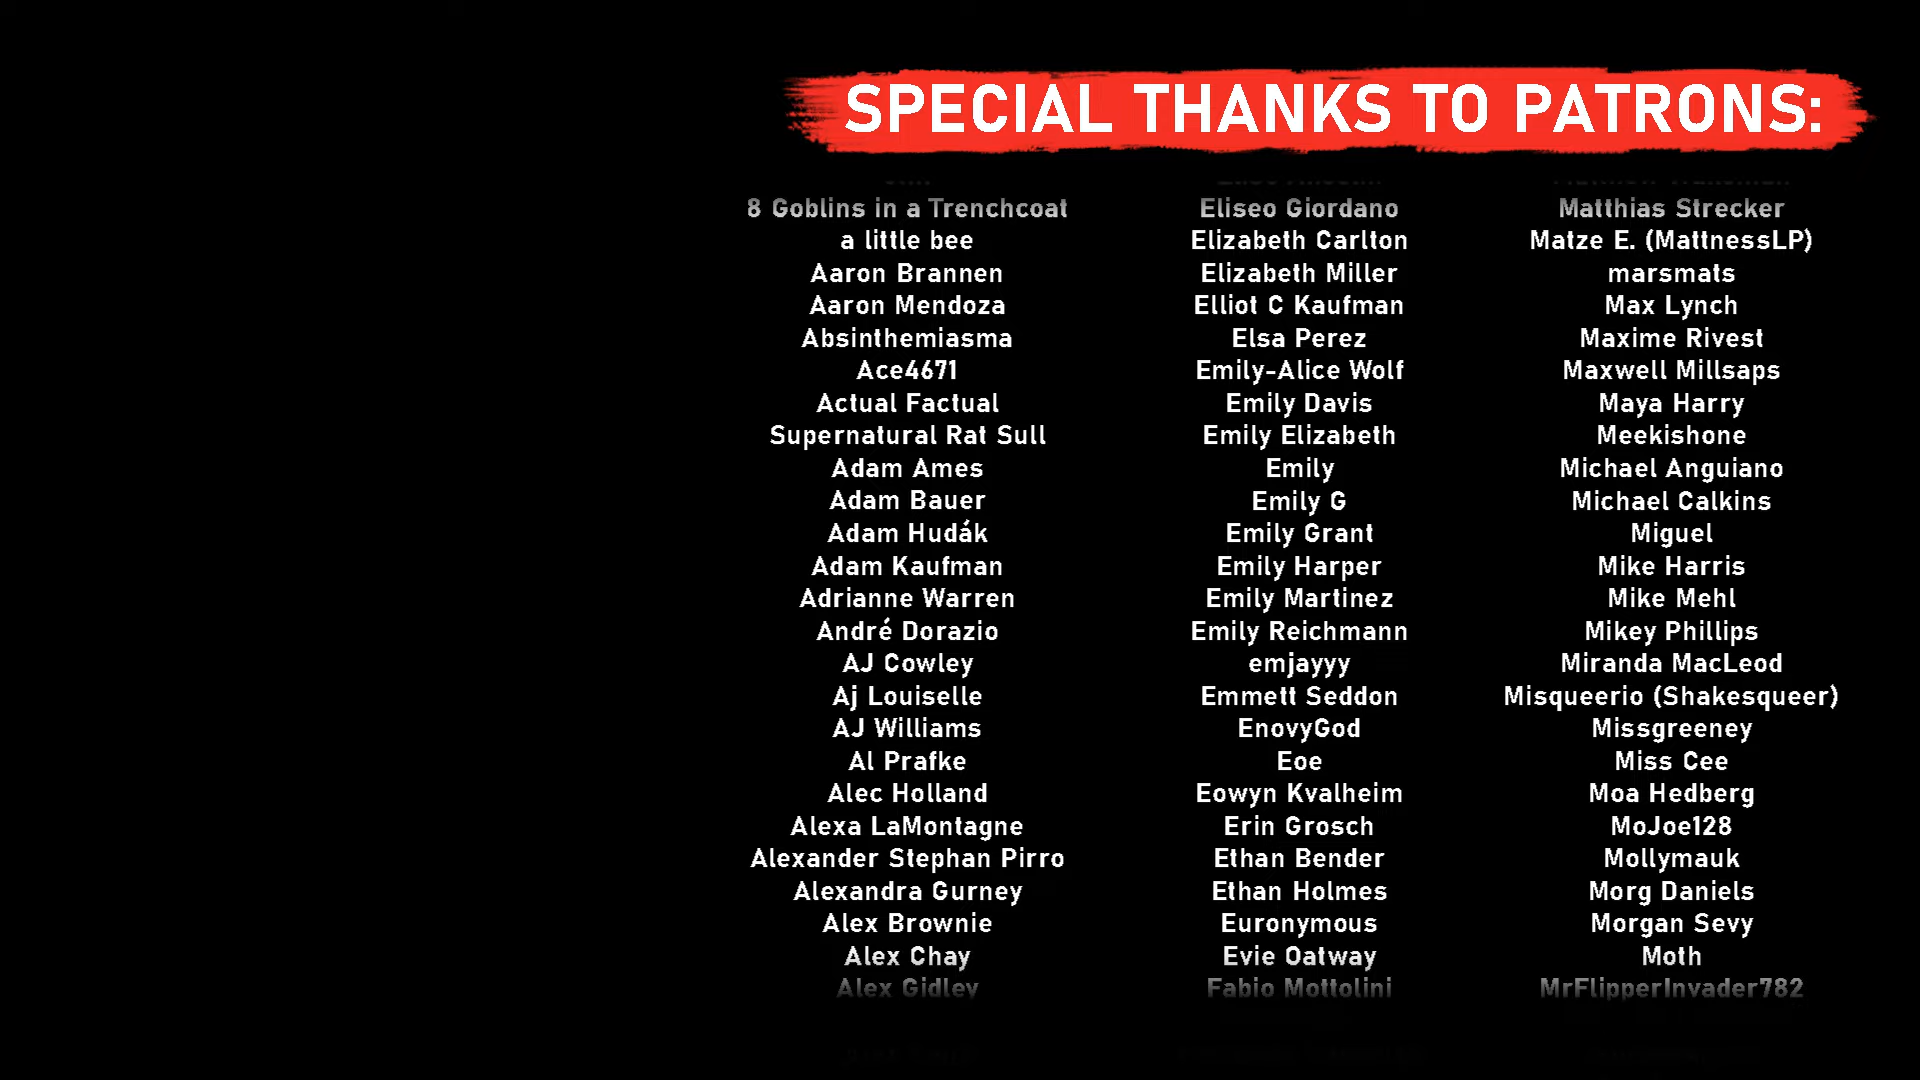 SPECIAL THANKS TO PATRONS:
8 Goblins in a Trenchcoat
a little bee
Aaron Brannen
Aaron Mendoza
Absinthemiasma
Ace4671
Actual Factual
Supernatural Rat Sull
Adam Ames
Adam Bauer
Adam Hudák
Adam Kaufman
Adrianne Warren
André Dorazio
AJ Cowley
Aj Louiselle
AJ Williams
Al Prafke
Alec Holland
Alexa LaMontagne
Alexander Stephan Pirro
Alexandra Gurney
Alex Brownie
Alex Chay
Alex Gidley
Eliseo Giordano
Elizabeth Carlton
Elizabeth Miller
Elliot C Kaufman
Elsa Perez
Emily-Alice Wolf
Emily Davis
Emily Elizabeth
Emily
Emily G
Emily Grant
Emily Harper
Emily Martinez
Emily Reichmann
emjayyy
Emmett Seddon
EnovyGod
Eoe
Eowyn Kvalheim
Erin Grosch
Ethan Bender
Ethan Holmes
Euronymous
Evie Oatway
Fabio Mottolini
Matthias Strecker
Matze E. (MattnessLP)
marsmats
Max Lynch
Maxime Rivest
Maxwell Millsaps
Maya Harry
Meekishone
Michael Anguiano
Michael Calkins
Miguel
Mike Harris
Mike Mehl
Mikey Phillips
Miranda MacLeod
Misqueerio (Shakesqueer)
Missgreeney
Miss Cee
Moa Hedberg
MoJoe128
Mollymauk
Morg Daniels
Morgan Sevy
Moth
MrFlipperInvader782